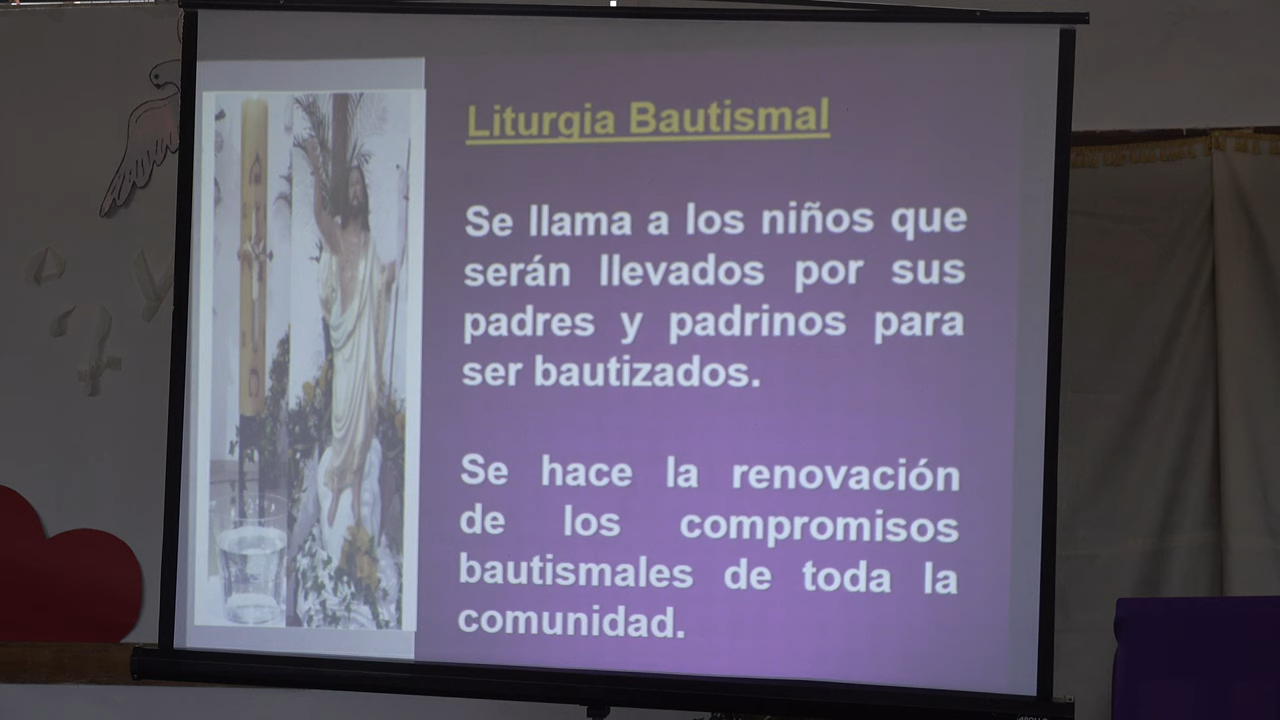 Liturgia Bautismal
Se llama a los niños que
serán llevados por sus
padres y padrinos para
ser bautizados.
Se hace la renovación
de los compromisos
bautismales de toda la
comunidad.